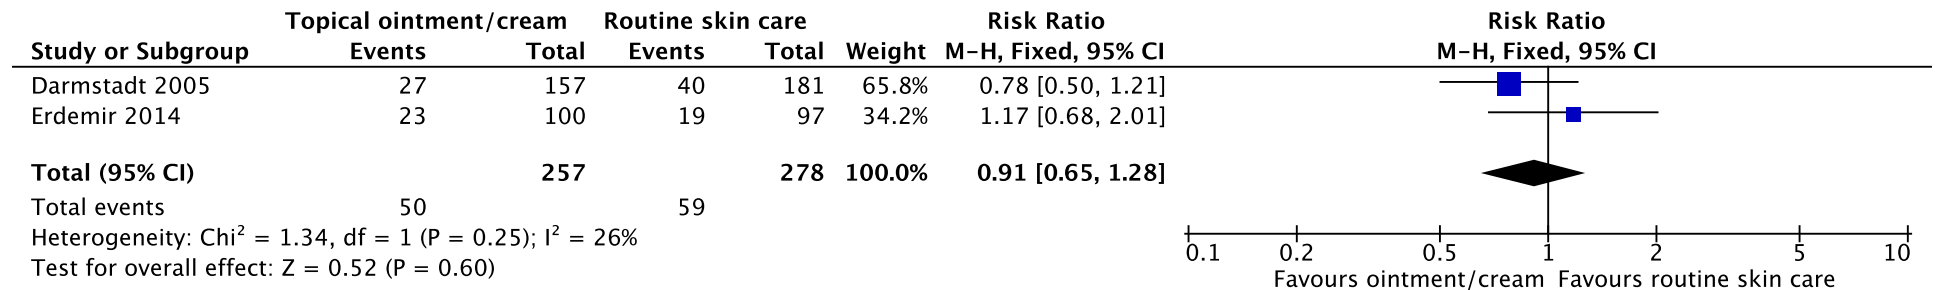 Topical ointment/cream Routine skin care Risk Ratio Risk Ratio
Study or Subgroup Events Total Events Total Weight M-H, Fixed, 95% CI M-H, Fixed, 95% CI
Darmstadt 2005 27 157 40 181 65.8% 0.78 [0.50, 1.21]
Erdemir 2014 23 100 19 97 34.2% 1.17 [0.68, 2.01]
Total (95% CI) 257 278 100.0% 0.91 [0.65, 1.28]
Total events 50 59
Heterogeneity: Chi² = 1.34, df = 1 (P = 0.25); I² = 26%
Test for overall effect: Z = 0.52 (P = 0.60)
0.1 0.2 0.5 1 2 5 10
Favours ointment/cream Favours routine skin care